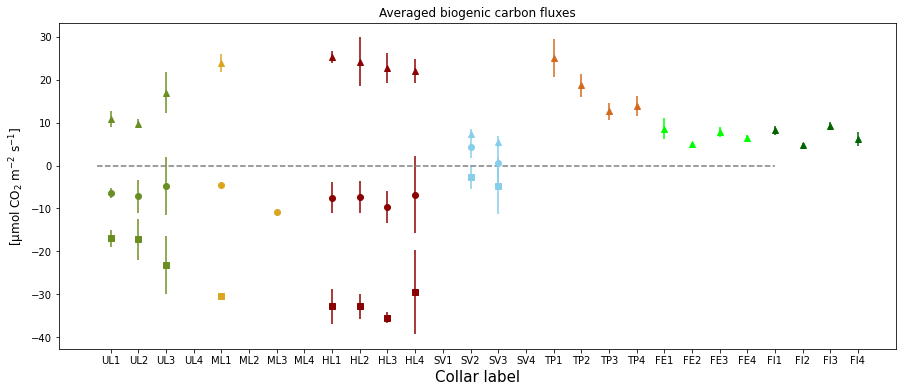 Averaged biogenic carbon fluxes
[μmol CO₂ m⁻² s⁻¹]
30
20
10
0
−10
−20
−30
−40
UL1 UL2 UL3 UL4 ML1 ML2 ML3 ML4 HL1 HL2 HL3 HL4 SV1 SV2 SV3 SV4 TP1 TP2 TP3 TP4 FE1 FE2 FE3 FE4 FI1 FI2 FI3 FI4
Collar label